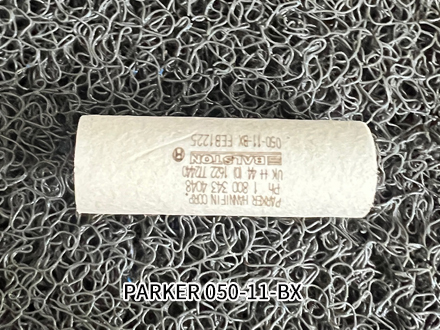 PARKER HANNIFIN CORP.
PH. 1 800 343 4048
UK H 44 (0) 1622 712440
BALSTON ®
050-11-BX EEB1225
PARKER 050-11-BX